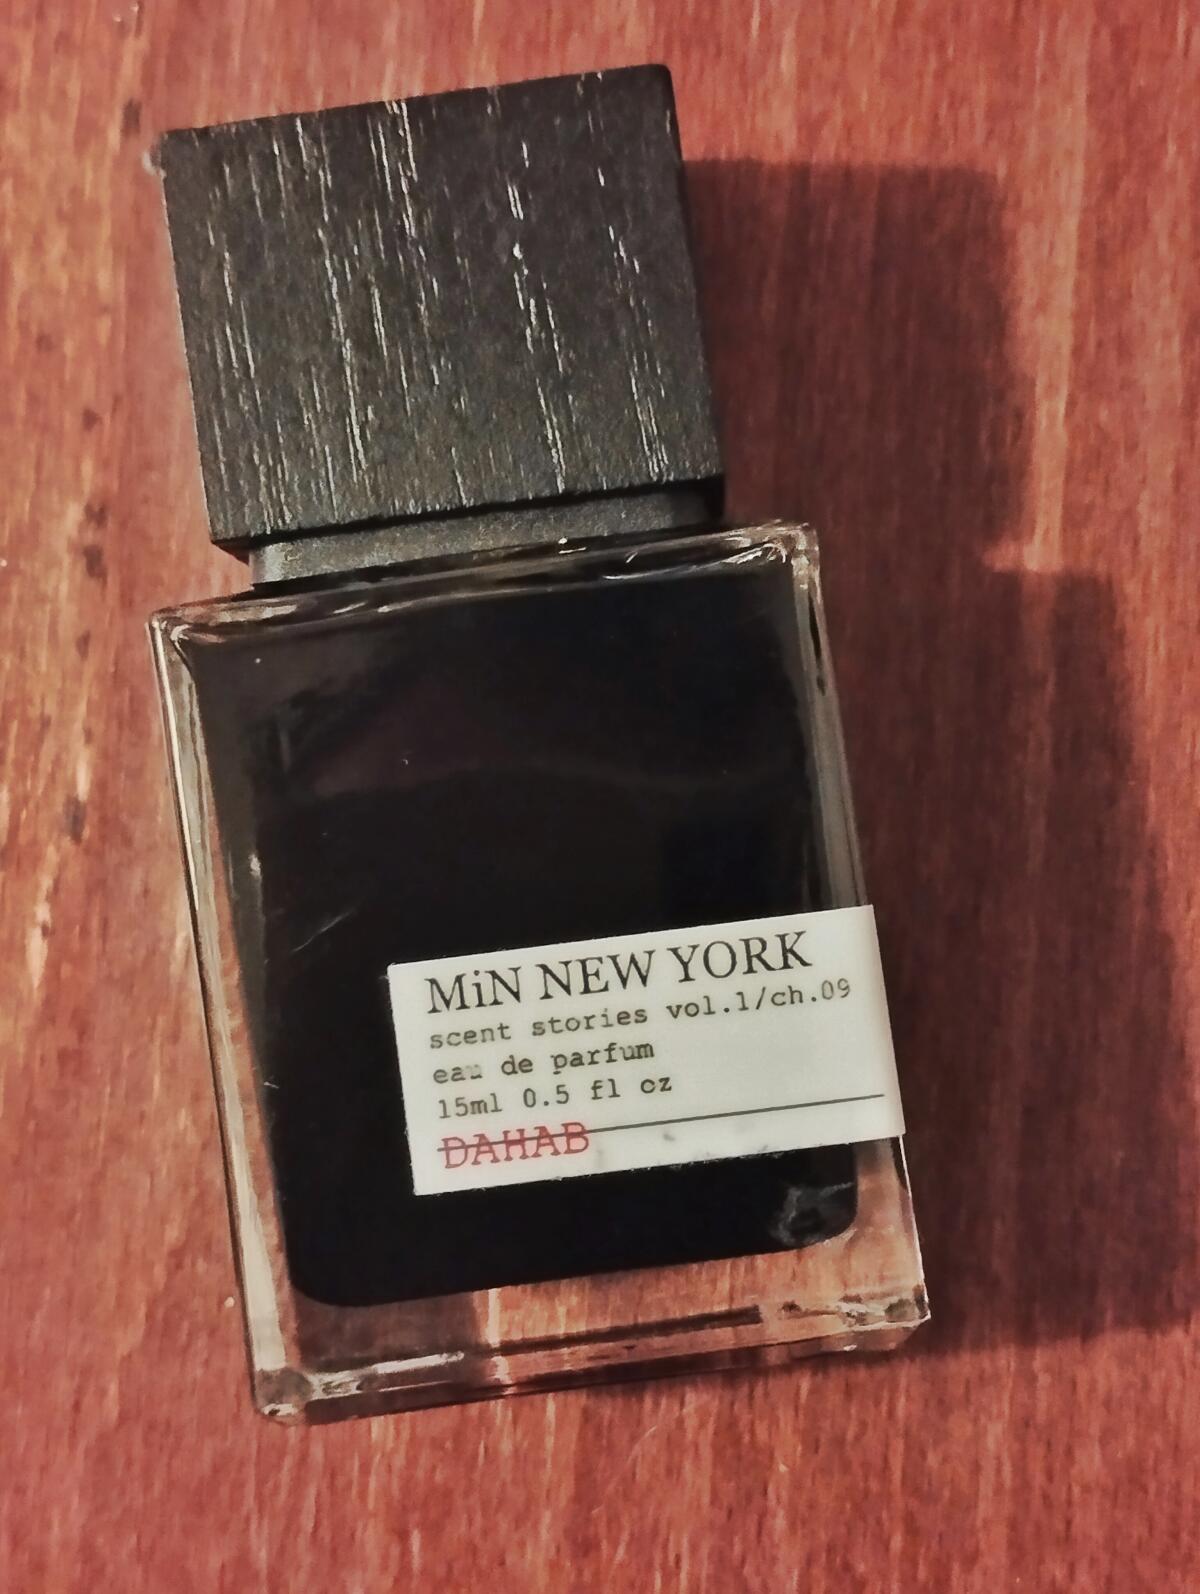 MiN NEW YORK
scent stories vol.1/ch.09
eau de parfum
15ml 0.5 fl oz
DAHAB